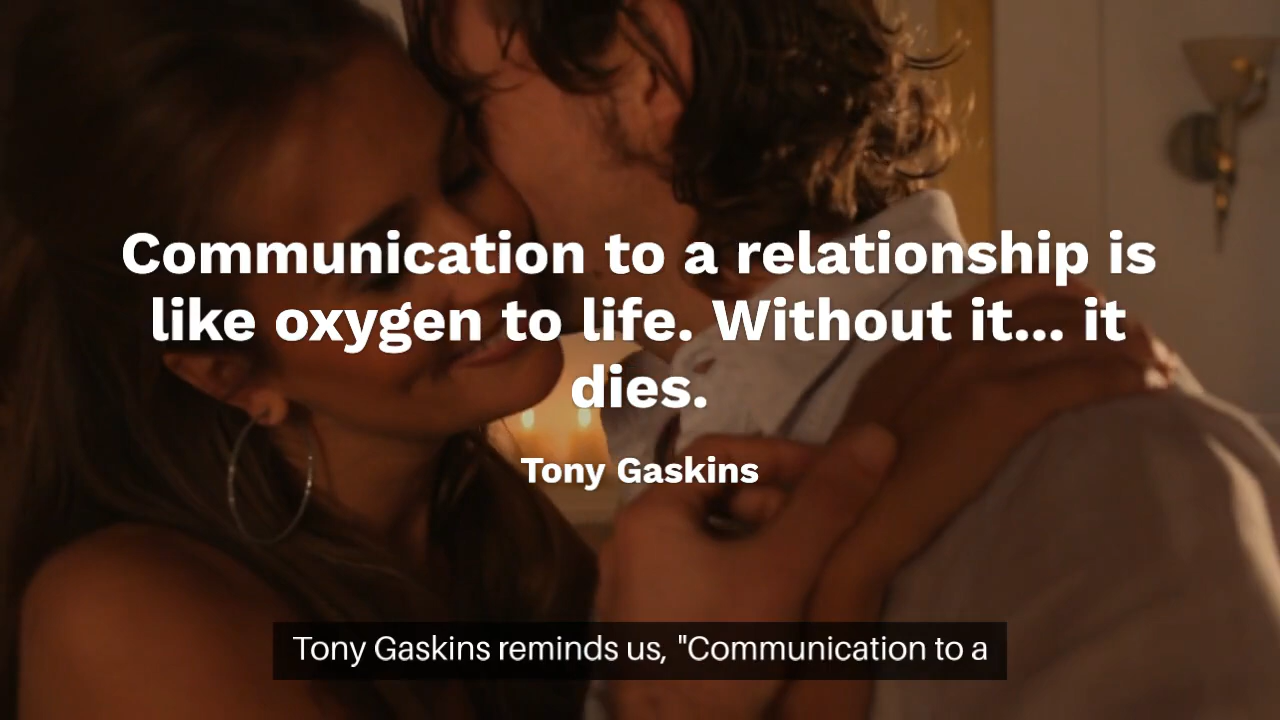 Communication to a relationship is
like oxygen to life. Without it... it
dies.
Tony Gaskins
Tony Gaskins reminds us, "Communication to a